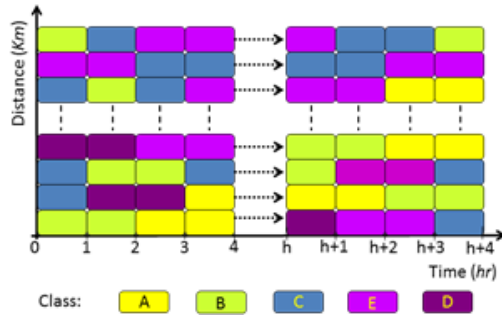 Distance (Km)
0 1 2 3 4 h h+1 h+2 h+3 h+4
Time (hr)
Class: A B C E D